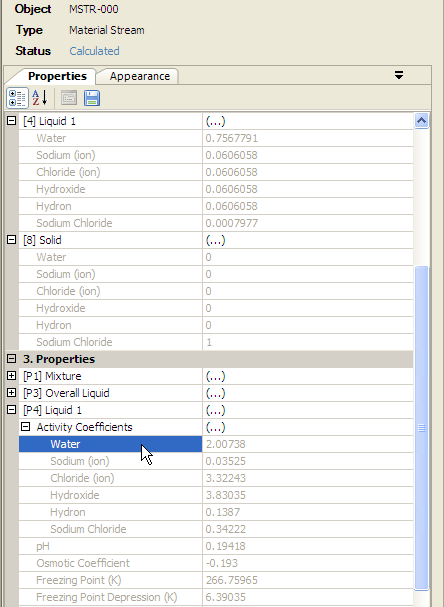 Object MSTR-000
Type Material Stream
Status Calculated
Properties Appearance
A Z
[4] Liquid 1 (...)
Water 0.7567791
Sodium (ion) 0.0606058
Chloride (ion) 0.0606058
Hydroxide 0.0606058
Hydron 0.0606058
Sodium Chloride 0.0007977
[8] Solid (...)
Water 0
Sodium (ion) 0
Chloride (ion) 0
Hydroxide 0
Hydron 0
Sodium Chloride 1
3. Properties
[P1] Mixture (...)
[P3] Overall Liquid (...)
[P4] Liquid 1 (...)
Activity Coefficients (...)
Water 2.00738
Sodium (ion) 0.03525
Chloride (ion) 3.32243
Hydroxide 3.83035
Hydron 0.1387
Sodium Chloride 0.34222
pH 0.19418
Osmotic Coefficient -0.193
Freezing Point (K) 266.75965
Freezing Point Depression (K) 6.39035